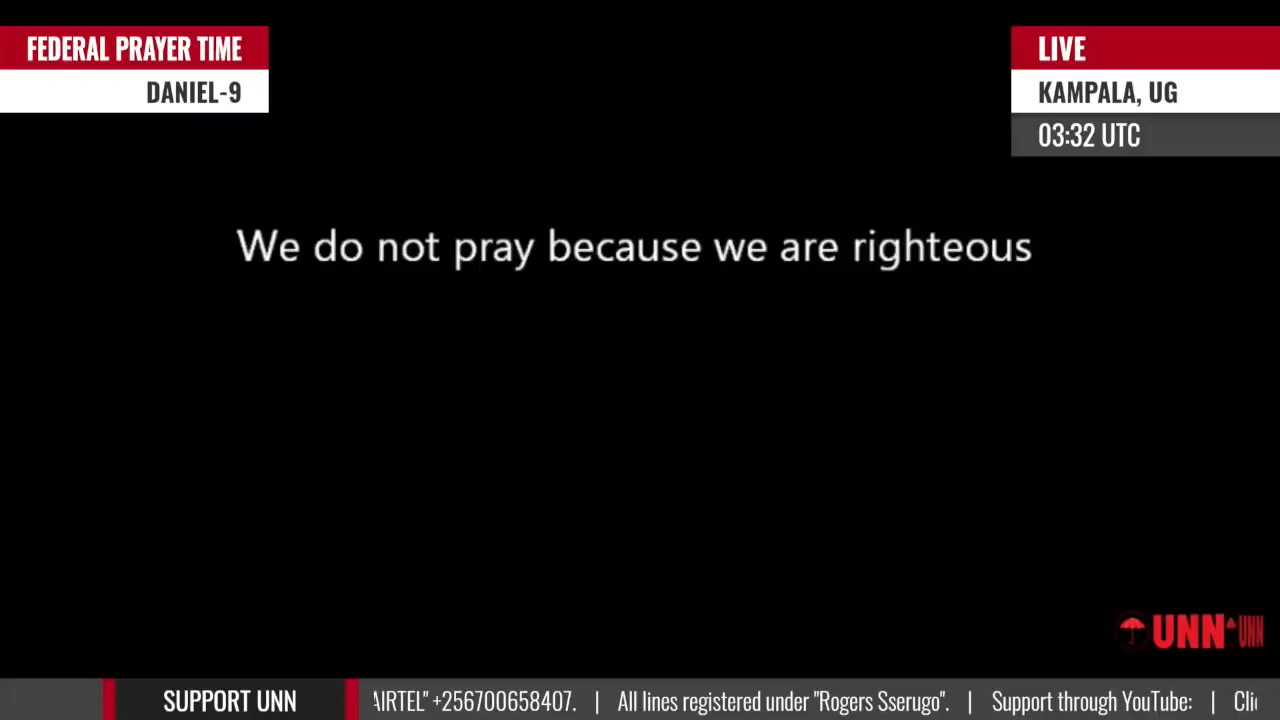 FEDERAL PRAYER TIME
DANIEL-9
LIVE
KAMPALA, UG
03:32 UTC
We do not pray because we are righteous
UNN UNN
SUPPORT UNN
AIRTEL" +256700658407. | All lines registered under "Rogers Sserugo". | Support through YouTube: |